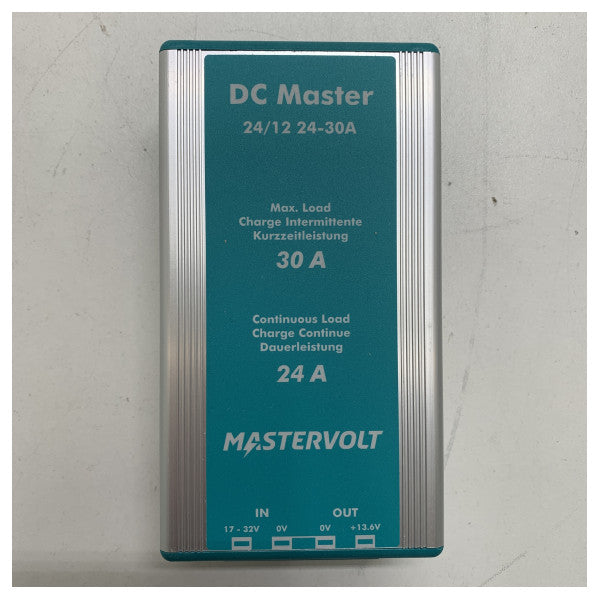 DC Master
24/12 24-30A
Max. Load
Charge Intermittente
Kurzzeitleistung
30 A
Continuous Load
Charge Continue
Dauerleistung
24 A
MASTERVOLT
IN OUT
17 - 32V 0V 0V +13.6V